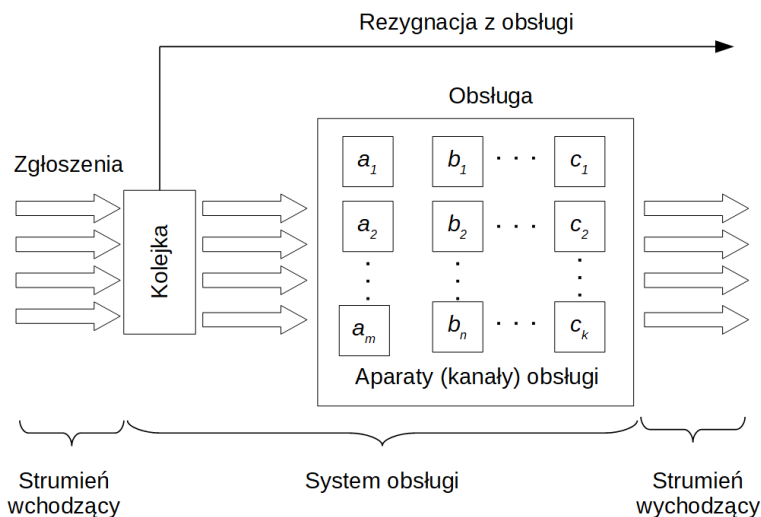 Rezygnacja z obsługi
Obsługa
Zgłoszenia
Kolejka
a1 b1 . . . c1
a2 b2 . . . c2
am bn . . . ck
Aparaty (kanały) obsługi
Strumień
wchodzący
System obsługi
Strumień
wychodzący